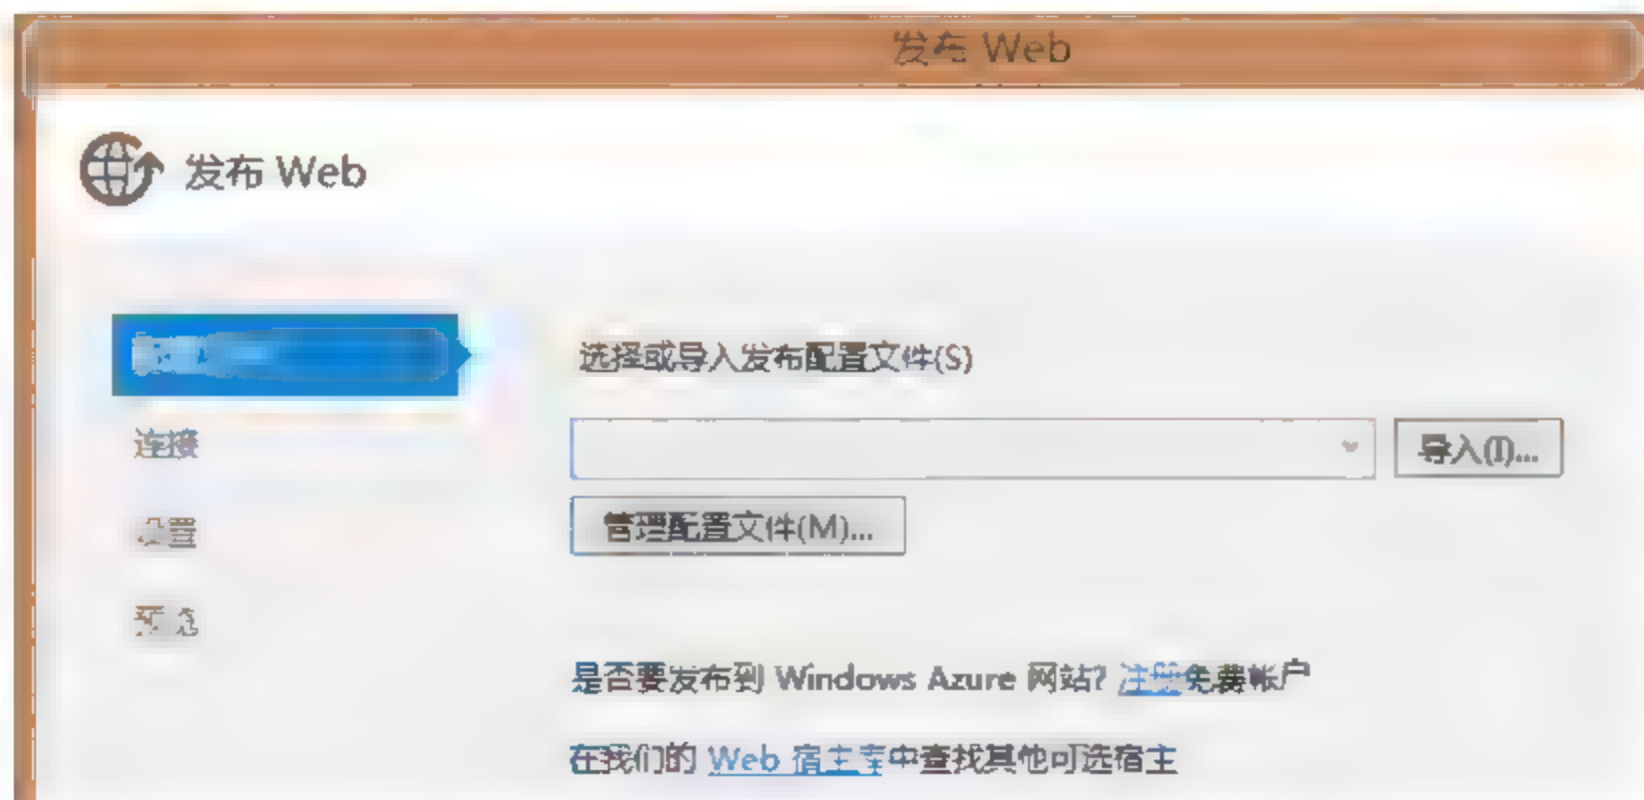 发布 Web
发布 Web
选择或导入发布配置文件(S)
连接
导入(I)...
设置
管理配置文件(M)...
预览
是否要发布到 Windows Azure 网站? 注册免费帐户
在我们的 Web 宿主库中查找其他可选宿主